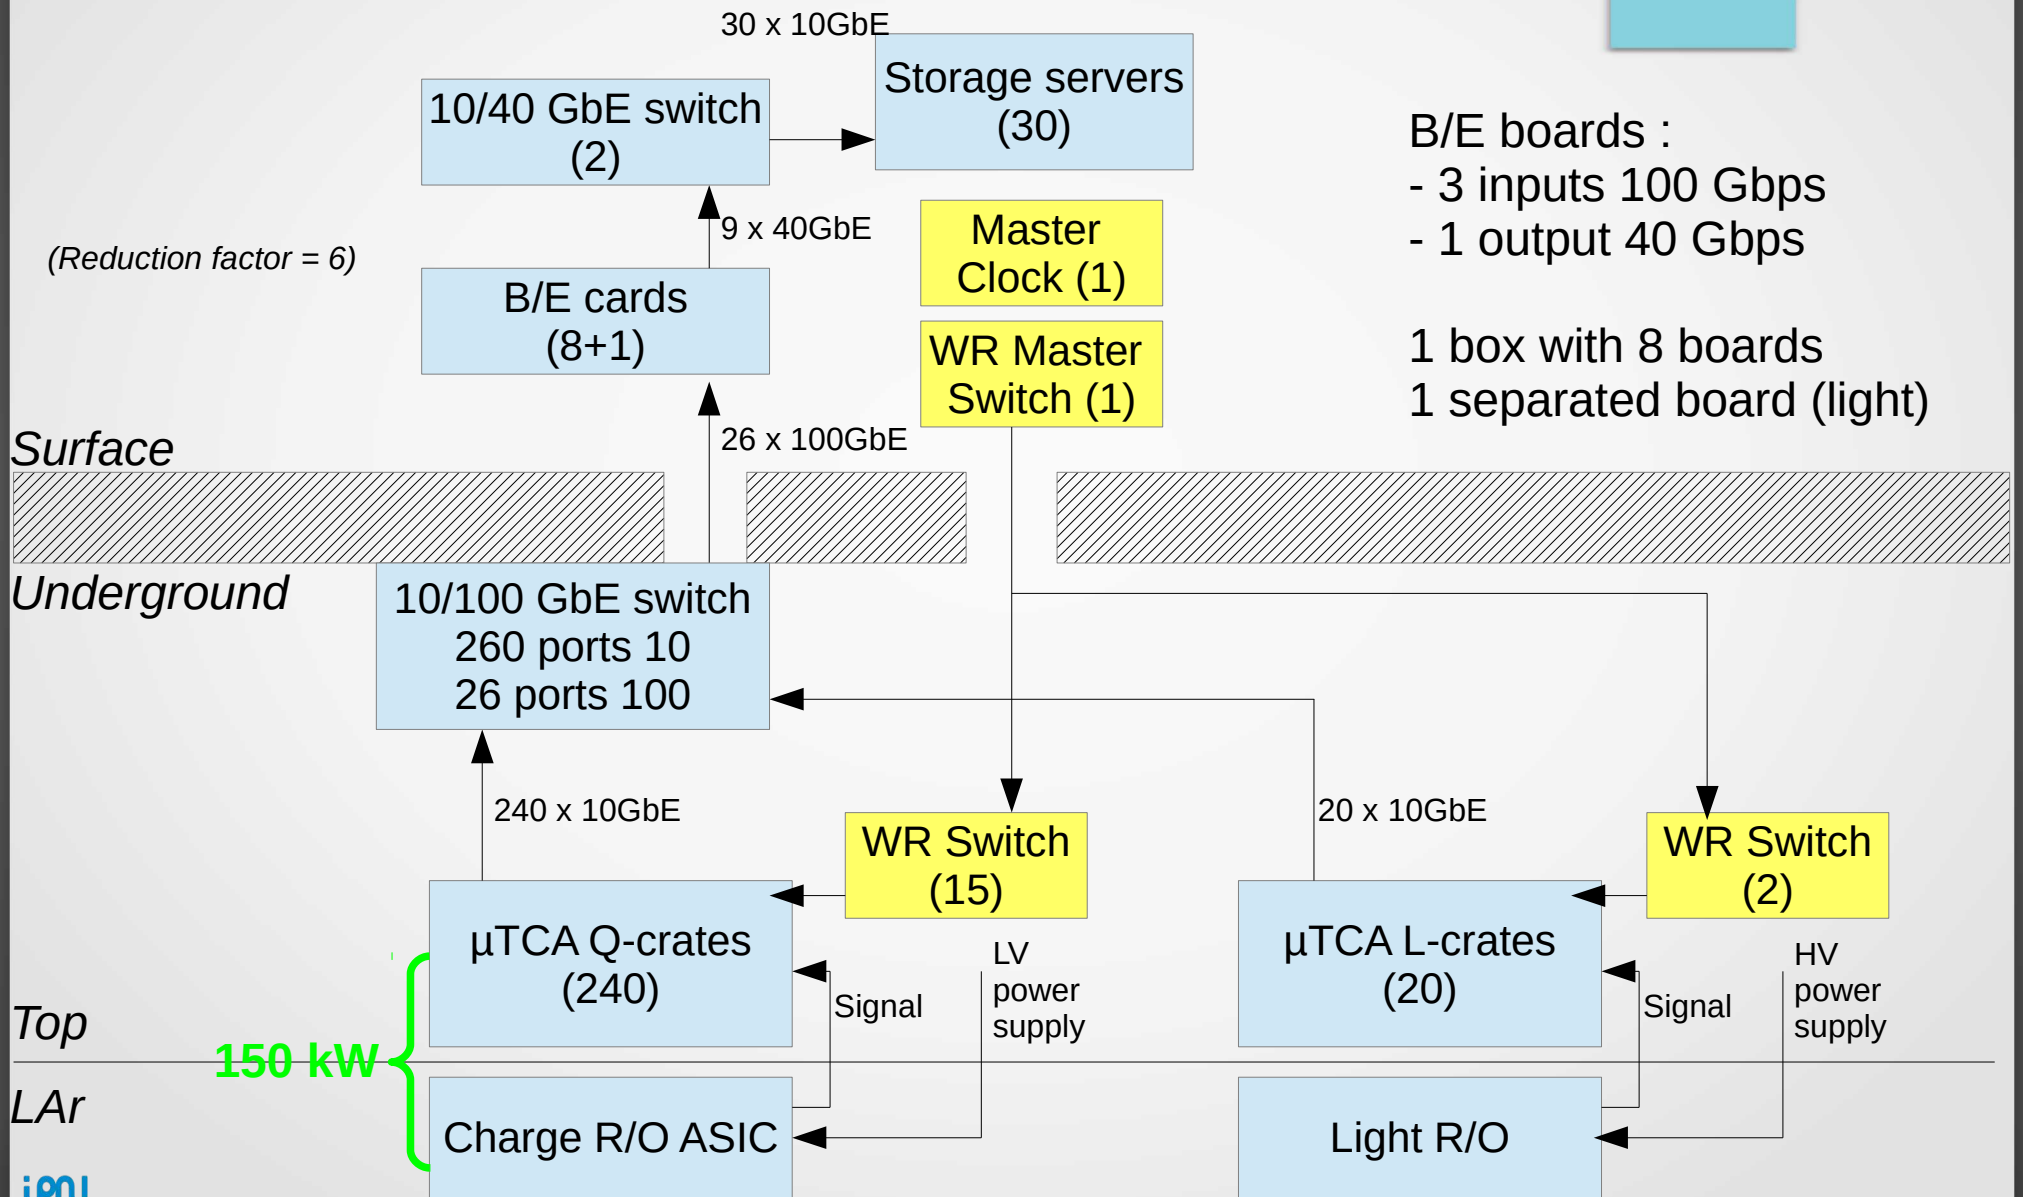 30 x 10GbE
Storage servers
(30)
10/40 GbE switch
(2)
B/E boards :
- 3 inputs 100 Gbps
- 1 output 40 Gbps
1 box with 8 boards
1 separated board (light)
9 x 40GbE
(Reduction factor = 6)
Master
Clock (1)
B/E cards
(8+1)
WR Master
Switch (1)
26 x 100GbE
Surface
Underground
10/100 GbE switch
260 ports 10
26 ports 100
240 x 10GbE
20 x 10GbE
WR Switch
(15)
WR Switch
(2)
µTCA Q-crates
(240)
LV
power
supply
Signal
µTCA L-crates
(20)
HV
power
supply
Signal
Top
150 kW
LAr
Charge R/O ASIC
Light R/O